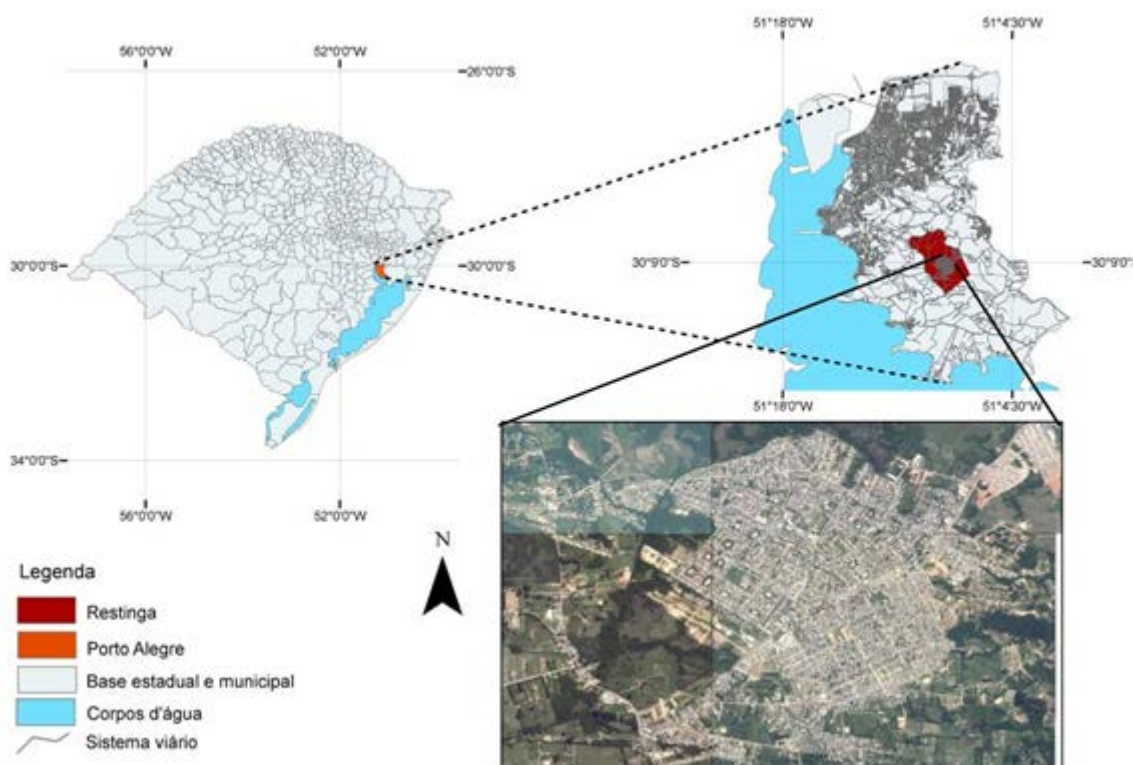 56°0'0"W
52°0'0"W
26°0'0"S
30°0'0"S
30°0'0"S
34°0'0"S
56°0'0"W
52°0'0"W
51°18'0"W
51°4'30"W
30°9'0"S
30°9'0"S
51°18'0"W
51°4'30"W
N
Legenda
Restinga
Porto Alegre
Base estadual e municipal
Corpos d'água
Sistema viário